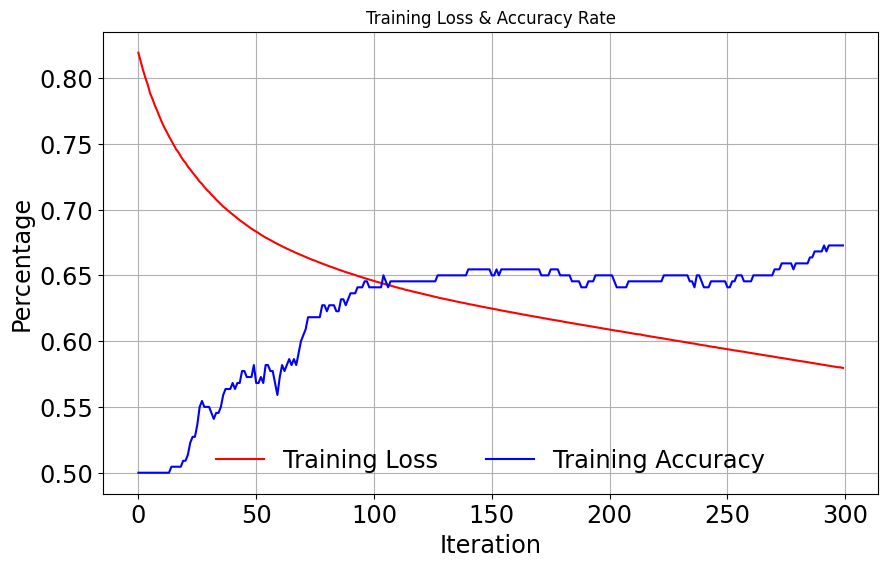 Training Loss & Accuracy Rate
Percentage
0.80
0.75
0.70
0.65
0.60
0.55
0.50
Training Loss
Training Accuracy
0 50 100 150 200 250 300
Iteration